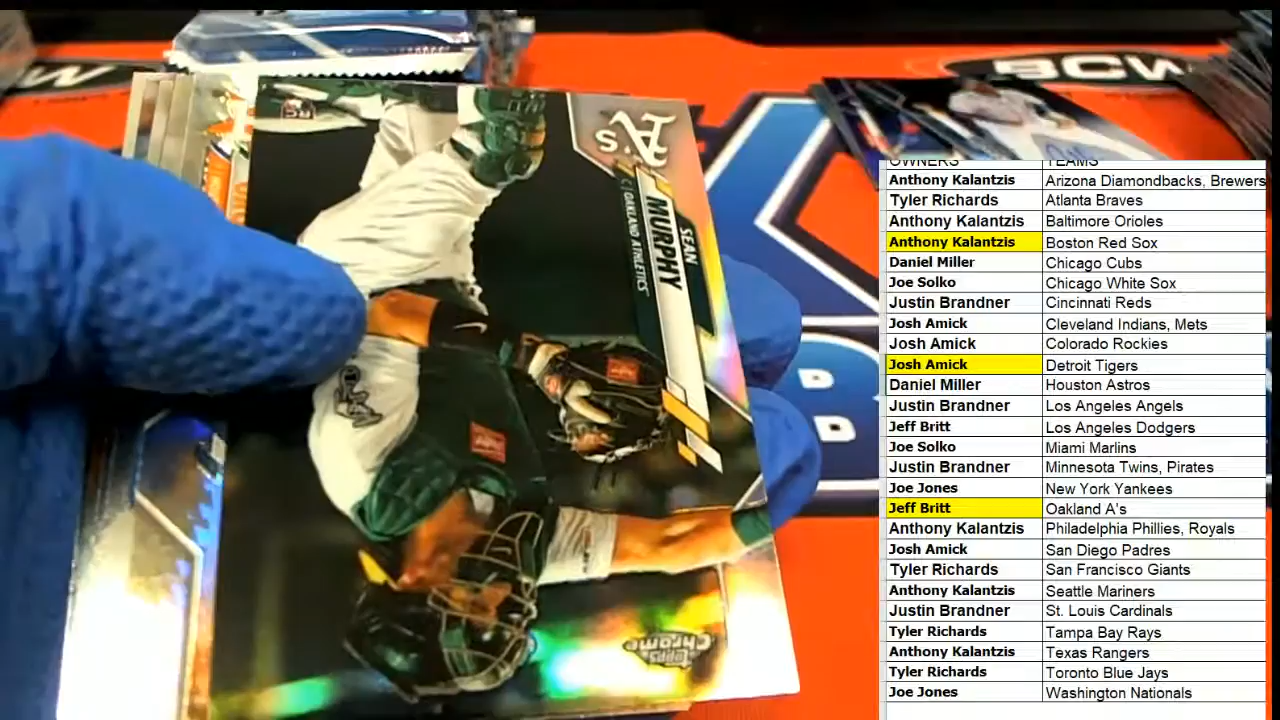 BCW
A's
RC
SEAN
MURPHY
C | OAKLAND ATHLETICS
Topps
Chrome
OWNERS TEAMS
Anthony Kalantzis Arizona Diamondbacks, Brewers
Tyler Richards Atlanta Braves
Anthony Kalantzis Baltimore Orioles
Anthony Kalantzis Boston Red Sox
Daniel Miller Chicago Cubs
Joe Solko Chicago White Sox
Justin Brandner Cincinnati Reds
Josh Amick Cleveland Indians, Mets
Josh Amick Colorado Rockies
Josh Amick Detroit Tigers
Daniel Miller Houston Astros
Justin Brandner Los Angeles Angels
Jeff Britt Los Angeles Dodgers
Joe Solko Miami Marlins
Justin Brandner Minnesota Twins, Pirates
Joe Jones New York Yankees
Jeff Britt Oakland A's
Anthony Kalantzis Philadelphia Phillies, Royals
Josh Amick San Diego Padres
Tyler Richards San Francisco Giants
Anthony Kalantzis Seattle Mariners
Justin Brandner St. Louis Cardinals
Tyler Richards Tampa Bay Rays
Anthony Kalantzis Texas Rangers
Tyler Richards Toronto Blue Jays
Joe Jones Washington Nationals